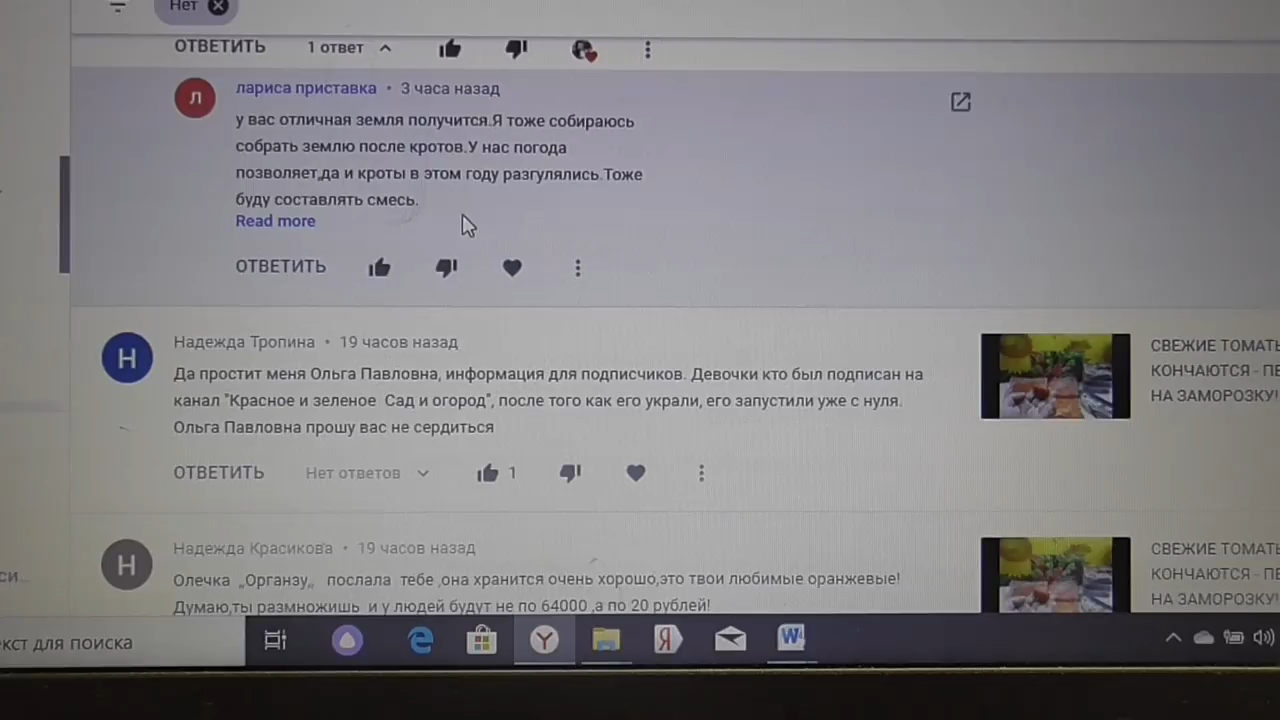 Нет
ОТВЕТИТЬ 1 ответ
Л
лариса приставка • 3 часа назад
у вас отличная земля получится.Я тоже собираюсь
собрать землю после кротов.У нас погода
позволяет,да и кроты в этом году разгулялись.Тоже
буду составлять смесь.
Read more
ОТВЕТИТЬ
Н
Надежда Тропина • 19 часов назад
Да простит меня Ольга Павловна, информация для подписчиков. Девочки кто был подписан на
канал "Красное и зеленое Сад и огород", после того как его украли, его запустили уже с нуля.
Ольга Павловна прошу вас не сердиться
СВЕЖИЕ ТОМАТЫ
КОНЧАЮТСЯ - ПЕ
НА ЗАМОРОЗКУ!
ОТВЕТИТЬ Нет ответов 1
Н
Надежда Красикова • 19 часов назад
Олечка „Органзу„ послала тебе ,она хранится очень хорошо,это твои любимые оранжевые!
Думаю,ты размножишь и у людей будут не по 64000 ,а по 20 рублей!
СВЕЖИЕ ТОМАТЫ
КОНЧАЮТСЯ - ПЕ
НА ЗАМОРОЗКУ!
си...
екст для поиска
Y
Я
W